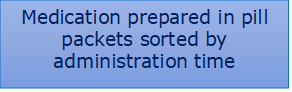 Medication prepared in pill
packets sorted by
administration time